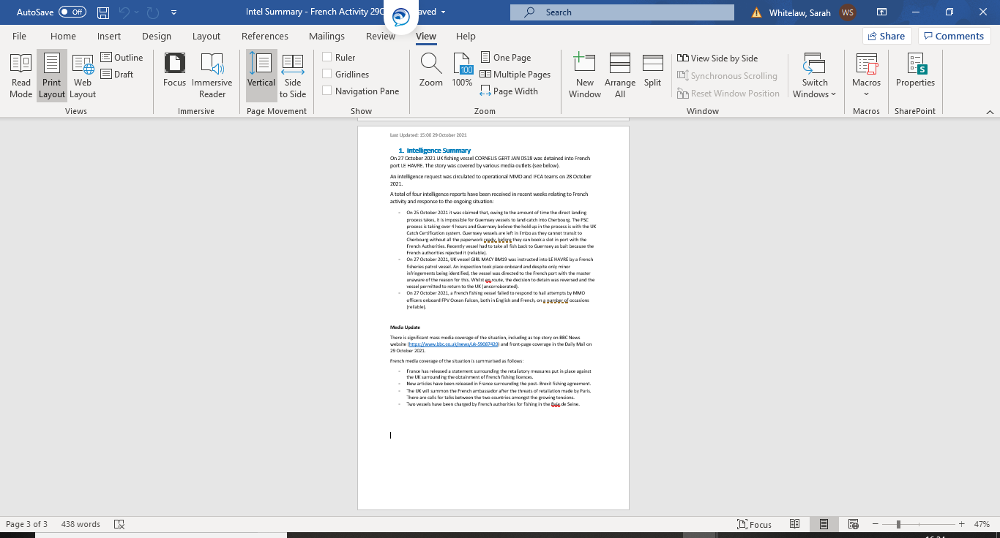 AutoSave Off Intel Summary - French Activity 29O aved Search Whitelaw, Sarah WS
File Home Insert Design Layout References Mailings Review View Help Share Comments
Read Mode Print Layout Web Layout Outline Draft Focus Immersive Reader Vertical Side to Side Ruler Gridlines Navigation Pane Zoom 100 100% One Page Multiple Pages Page Width New Window Arrange All Split View Side by Side Synchronous Scrolling Reset Window Position Switch Windows Macros Properties
Views Immersive Page Movement Show Zoom Window Macros SharePoint
Last Updated: 15:00 29 October 2021
1. Intelligence Summary
On 27 October 2021 UK fishing vessel CORNELIS GERT JAN DS18 was detained into French
port LE HAVRE. The story was covered by various media outlets (see below).
An intelligence request was circulated to operational MMO and IFCA teams on 28 October
2021.
A total of four intelligence reports have been received in recent weeks relating to French
activity and response to the ongoing situation:
- On 25 October 2021 it was claimed that, owing to the amount of time the direct landing
process takes, it is impossible for Guernsey vessels to land catch into Cherbourg. The PSC
process is taking over 4 hours and Guernsey believe the hold up in the process is with the UK
Catch Certification system. Guernsey vessels are left in limbo as they cannot transit to
Cherbourg without all the paperwork ready, before they can book a slot in port with the
French Authorities. Recently vessel had to take all fish back to Guernsey as bait because the
French authorities rejected it (reliable).
- On 27 October 2021, UK vessel GIRL MACY BM19 was instructed into LE HAVRE by a French
fisheries patrol vessel. An inspection took place onboard and despite only minor
infringements being identified, the vessel was directed to the French port with the master
unaware of the reason for this. Whilst en route, the decision to detain was reversed and the
vessel permitted to return to the UK (uncorroborated).
- On 27 October 2021, a French fishing vessel failed to respond to hail attempts by MMO
officers onboard FPV Ocean Falcon, both in English and French, on a number of occasions
(reliable).
Media Update
There is significant mass media coverage of the situation, including as top story on BBC News
website (https://www.bbc.co.uk/news/uk-59087420) and front-page coverage in the Daily Mail on
29 October 2021.
French media coverage of the situation is summarised as follows:
- France has released a statement surrounding the retaliatory measures put in place against
the UK surrounding the obtainment of French fishing licences.
- New articles have been released in France surrounding the post- Brexit fishing agreement.
- The UK will summon the French ambassador after the threats of retaliation made by Paris.
There are calls for talks between the two countries amongst the growing tensions.
- Two vessels have been charged by French authorities for fishing in the Baie de Seine.
Page 3 of 3 438 words Focus 47%